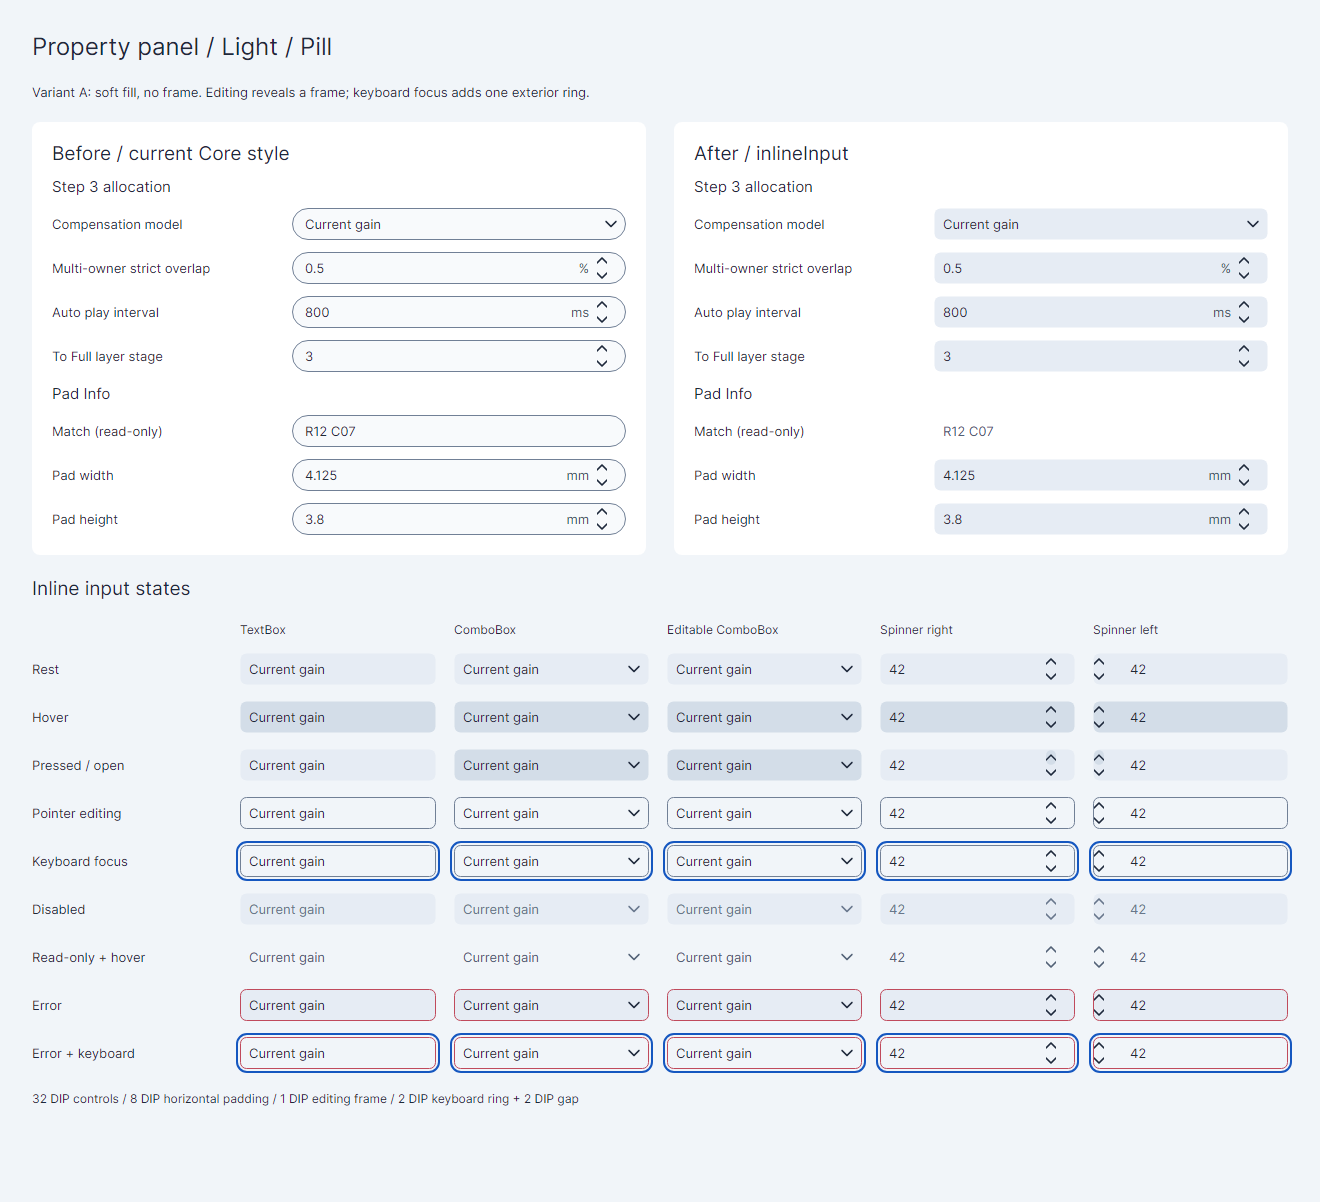 Property panel / Light / Pill
Variant A: soft fill, no frame. Editing reveals a frame; keyboard focus adds one exterior ring.
Before / current Core style
Step 3 allocation
Compensation model Current gain
Multi-owner strict overlap 0.5 %
Auto play interval 800 ms
To Full layer stage 3
Pad Info
Match (read-only) R12 C07
Pad width 4.125 mm
Pad height 3.8 mm
After / inlineInput
Step 3 allocation
Compensation model Current gain
Multi-owner strict overlap 0.5 %
Auto play interval 800 ms
To Full layer stage 3
Pad Info
Match (read-only) R12 C07
Pad width 4.125 mm
Pad height 3.8 mm
Inline input states
TextBox ComboBox Editable ComboBox Spinner right Spinner left
Rest Current gain Current gain Current gain 42 42
Hover Current gain Current gain Current gain 42 42
Pressed / open Current gain Current gain Current gain 42 42
Pointer editing Current gain Current gain Current gain 42 42
Keyboard focus Current gain Current gain Current gain 42 42
Disabled Current gain Current gain Current gain 42 42
Read-only + hover Current gain Current gain Current gain 42 42
Error Current gain Current gain Current gain 42 42
Error + keyboard Current gain Current gain Current gain 42 42
32 DIP controls / 8 DIP horizontal padding / 1 DIP editing frame / 2 DIP keyboard ring + 2 DIP gap